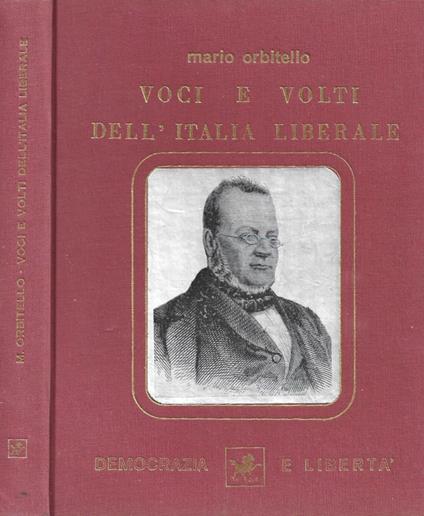 M. ORBITELLO - VOCI E VOLTI DELL'ITALIA LIBERALE
mario orbitello
VOCI E VOLTI
DELL'ITALIA LIBERALE
DEMOCRAZIA E LIBERTA'